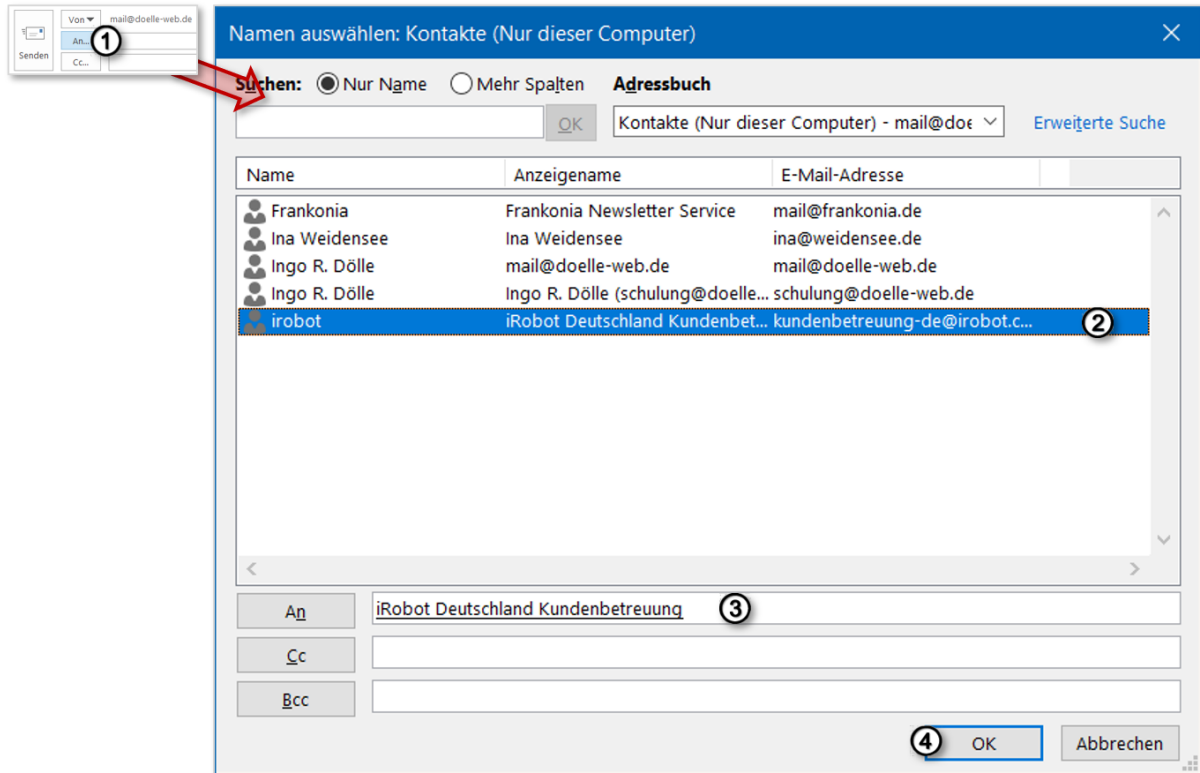 Von mail@doelle-web.de
Senden
An...
1
Cc...
Namen auswählen: Kontakte (Nur dieser Computer)
Suchen: Nur Name Mehr Spalten Adressbuch
OK Kontakte (Nur dieser Computer) - mail@doe Erweiterte Suche
Name Anzeigename E-Mail-Adresse
Frankonia Frankonia Newsletter Service mail@frankonia.de
Ina Weidensee Ina Weidensee ina@weidensee.de
Ingo R. Dölle mail@doelle-web.de mail@doelle-web.de
Ingo R. Dölle Ingo R. Dölle (schulung@doelle... schulung@doelle-web.de
irobot iRobot Deutschland Kundenbet... kundenbetreuung-de@irobot.c... 2
An iRobot Deutschland Kundenbetreuung 3
Cc
Bcc
4 OK Abbrechen